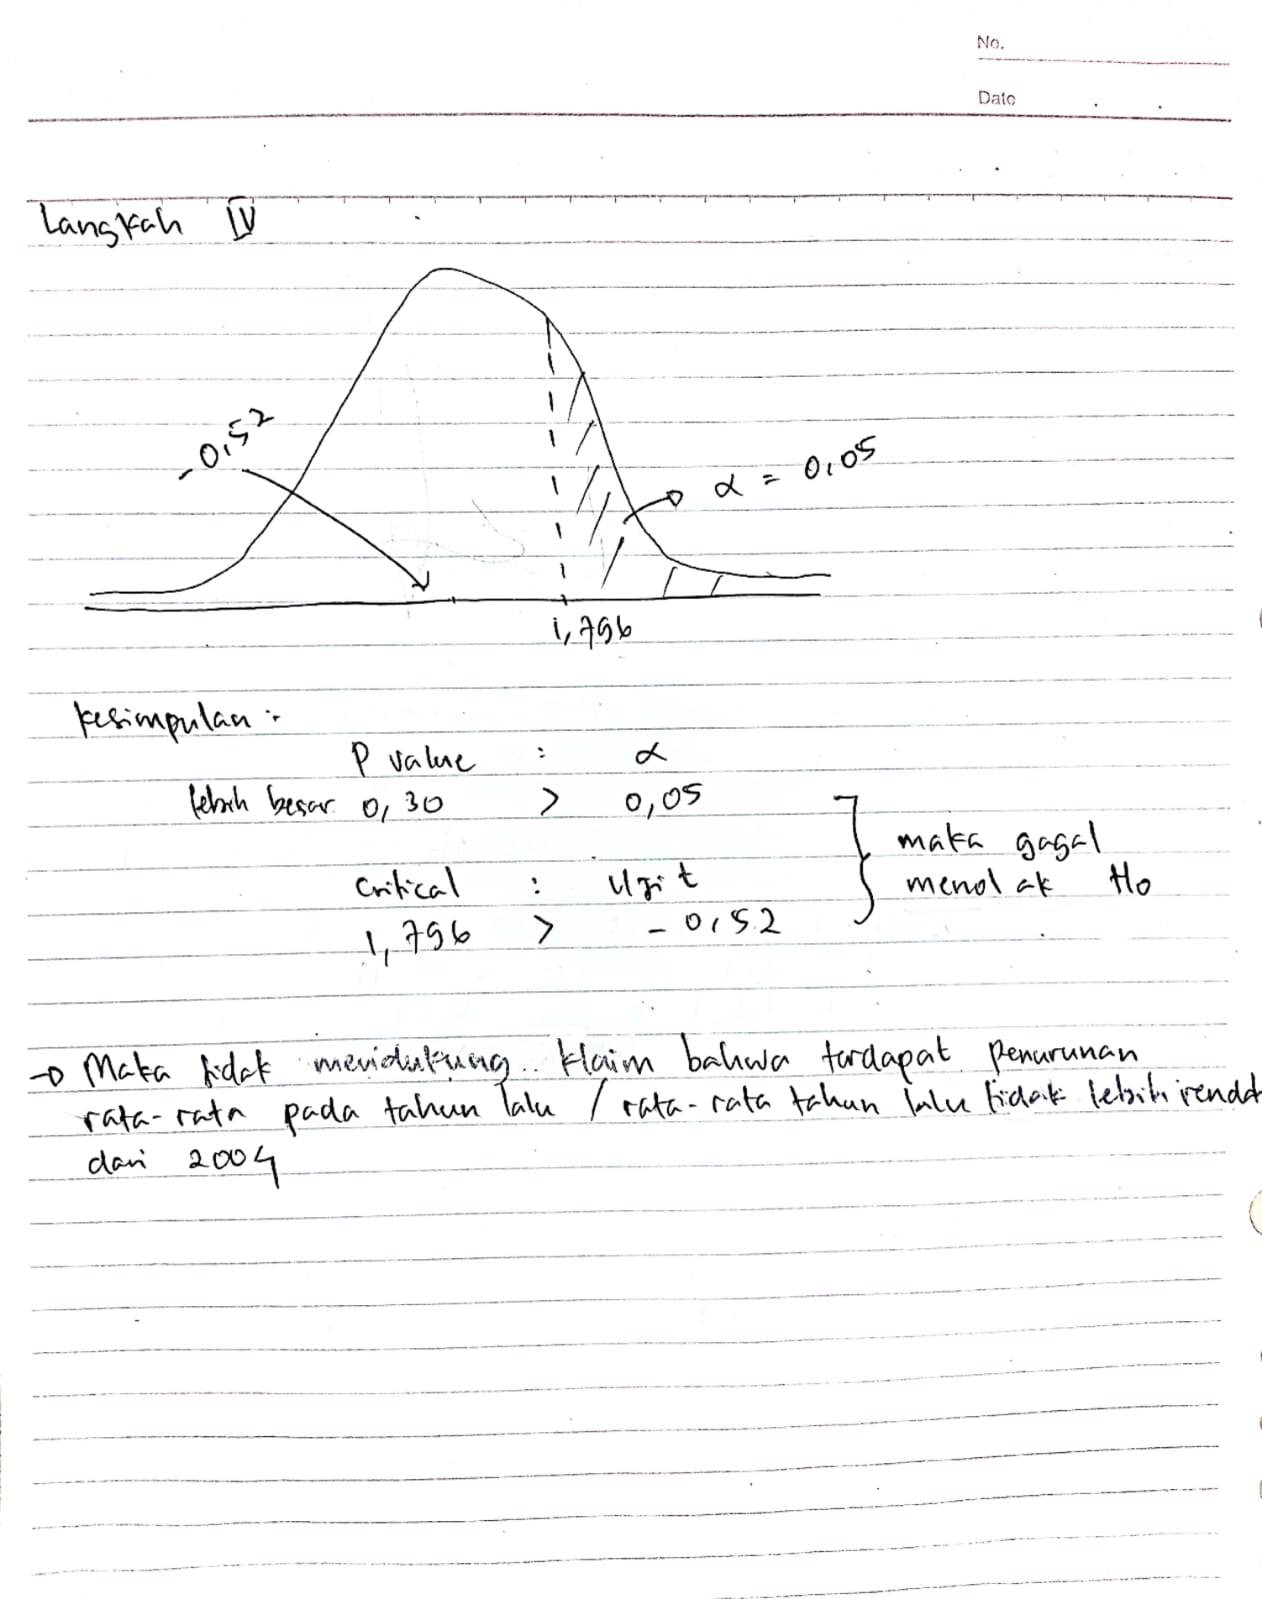 No.
Date
Langkah IV
-0,52
α = 0,05
1,796
Kesimpulan :
P value : α
lebih besar 0,30 > 0,05
maka gagal
menolak Ho
Critical : Uji t
1,796 > -0,52
→ Maka tidak mendukung klaim bahwa terdapat penurunan
rata-rata pada tahun lalu / rata-rata tahun lalu tidak lebih rendah
dari 2004